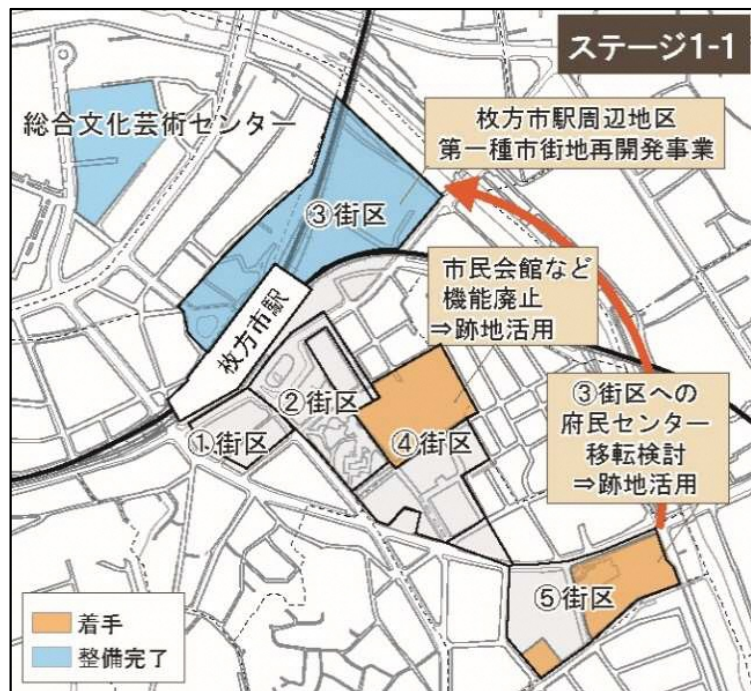 ステージ1-1
総合文化芸術センター
枚方市駅周辺地区
第一種市街地再開発事業
③街区
市民会館など
機能廃止
⇒跡地活用
枚方市駅
②街区
①街区
④街区
③街区への
府民センター
移転検討
⇒跡地活用
⑤街区
着手
整備完了